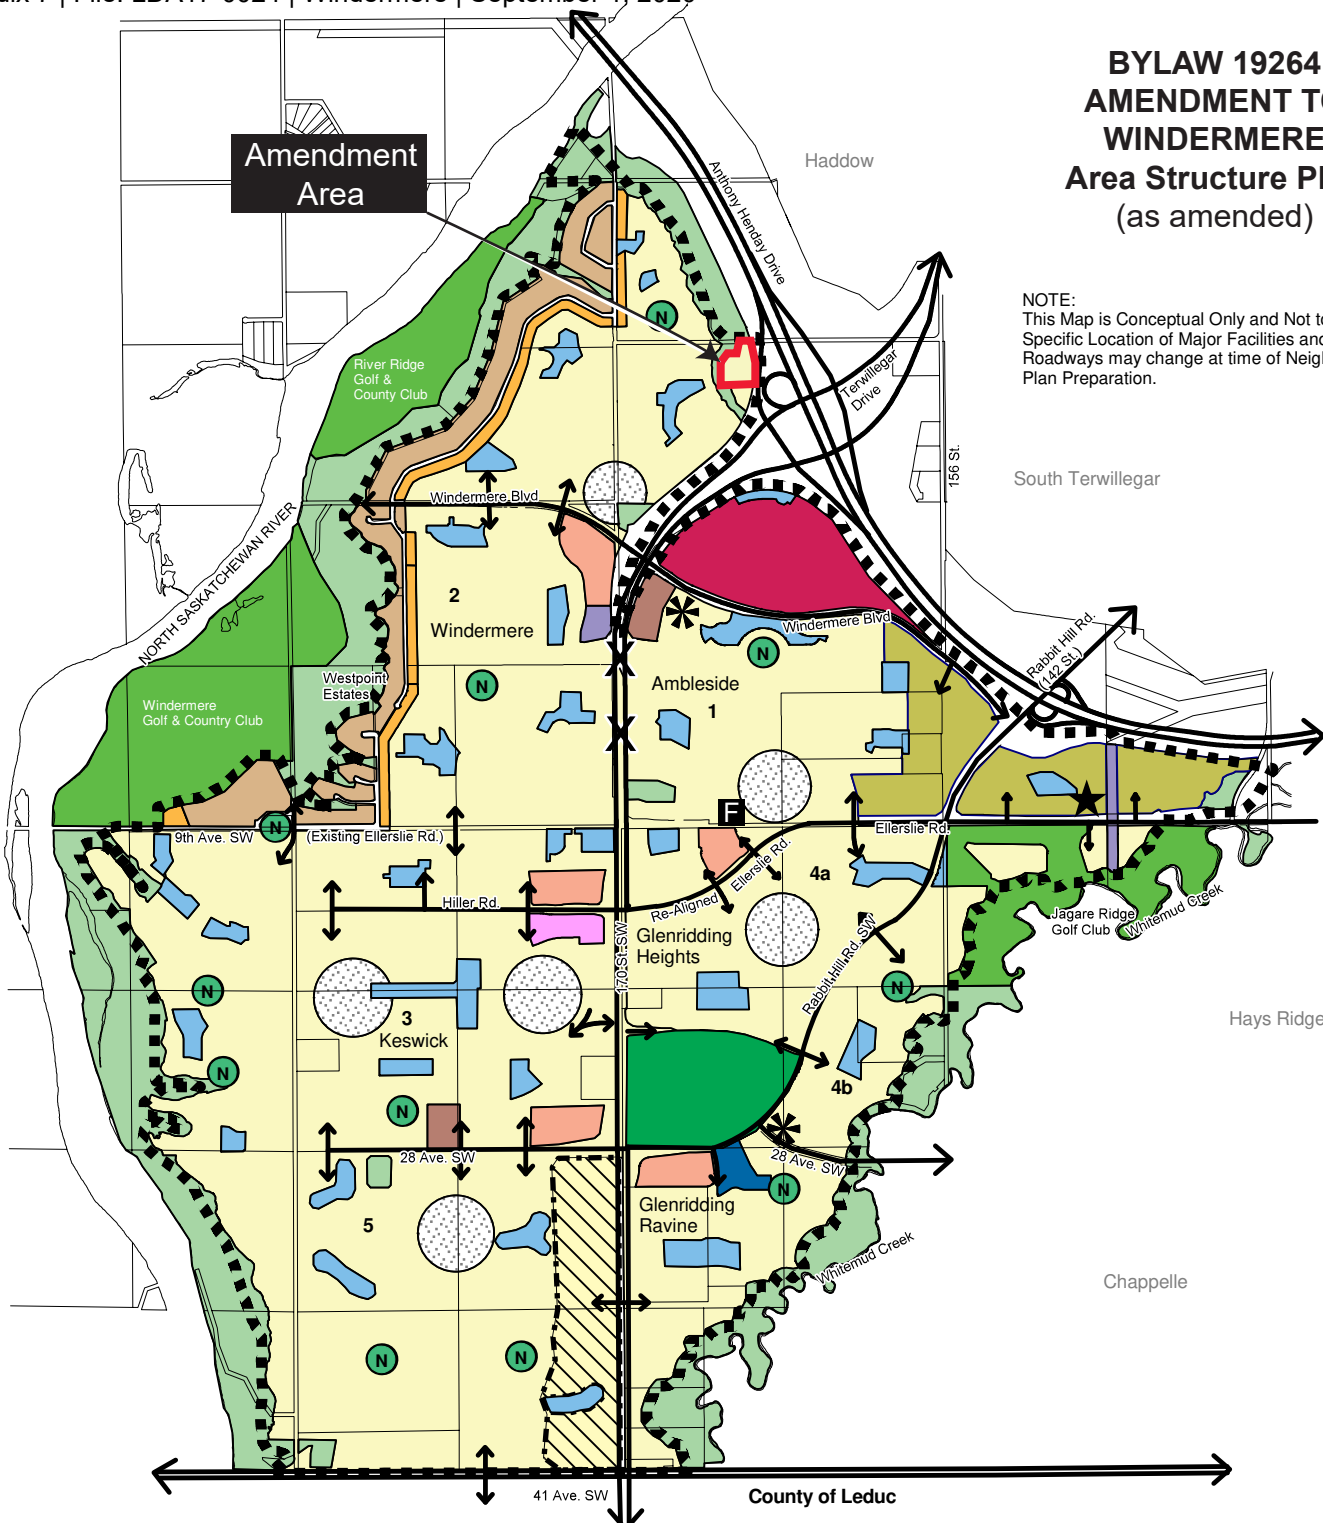 BYLAW 19264
AMENDMENT TO
WINDERMERE
Area Structure Pl
(as amended)
NOTE:
This Map is Conceptual Only and Not to
Specific Location of Major Facilities and
Roadways may change at time of Neigh
Plan Preparation.
Amendment
Area
Haddow
Anthony Henday Drive
Terwillegar
Drive
River Ridge
Golf &
County Club
156 St.
South Terwillegar
N
Windermere Blvd
NORTH SASKATCHEWAN RIVER
2
Windermere
Windermere Blvd
N
Rabbit Hill Rd.
(142 St.)
Westpoint
Estates
N
Ambleside
1
Windermere
Golf & Country Club
F
N
9th Ave. SW
(Existing Ellerslie Rd.)
Ellerslie Rd.
Re-Aligned
Ellerslie Rd.
4a
Hiller Rd.
Jagare Ridge
Golf Club
Whitemud Creek
Glenridding
Heights
170 St. SW
Rabbit Hill Rd. SW
N
N
3
Keswick
Hays Ridge
N
N
4b
28 Ave. SW
28 Ave. SW
N
5
Glenridding
Ravine
Whitemud Creek
Chappelle
N
N
41 Ave. SW
County of Leduc